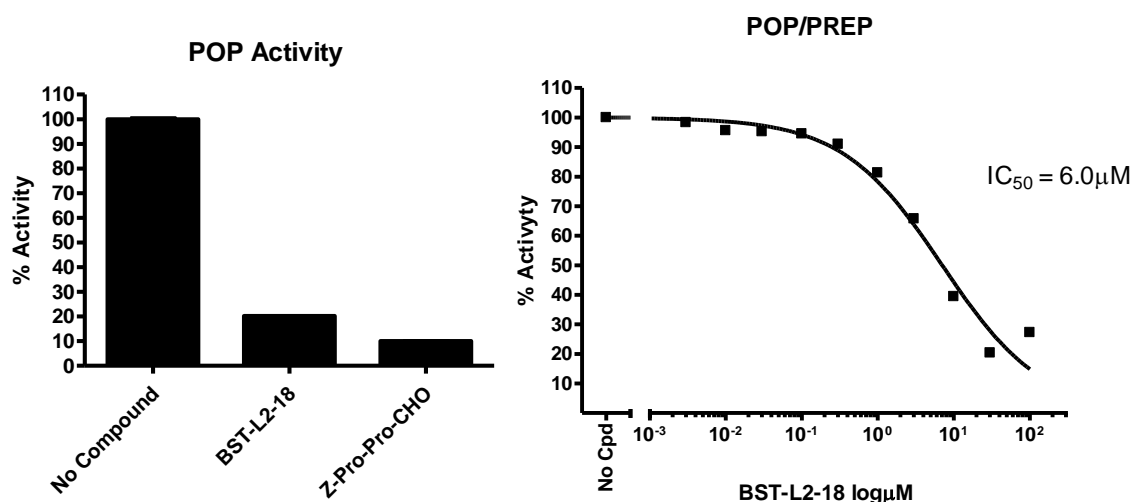 POP Activity
% Activity
110
100
90
80
70
60
50
40
30
20
10
0
No Compound
BST-L2-18
Z-Pro-Pro-CHO
POP/PREP
% Activyty
110
100
90
80
70
60
50
40
30
20
10
IC50 = 6.0μM
No Cpd
10-3
10-2
10-1
100
101
102
BST-L2-18 logμM